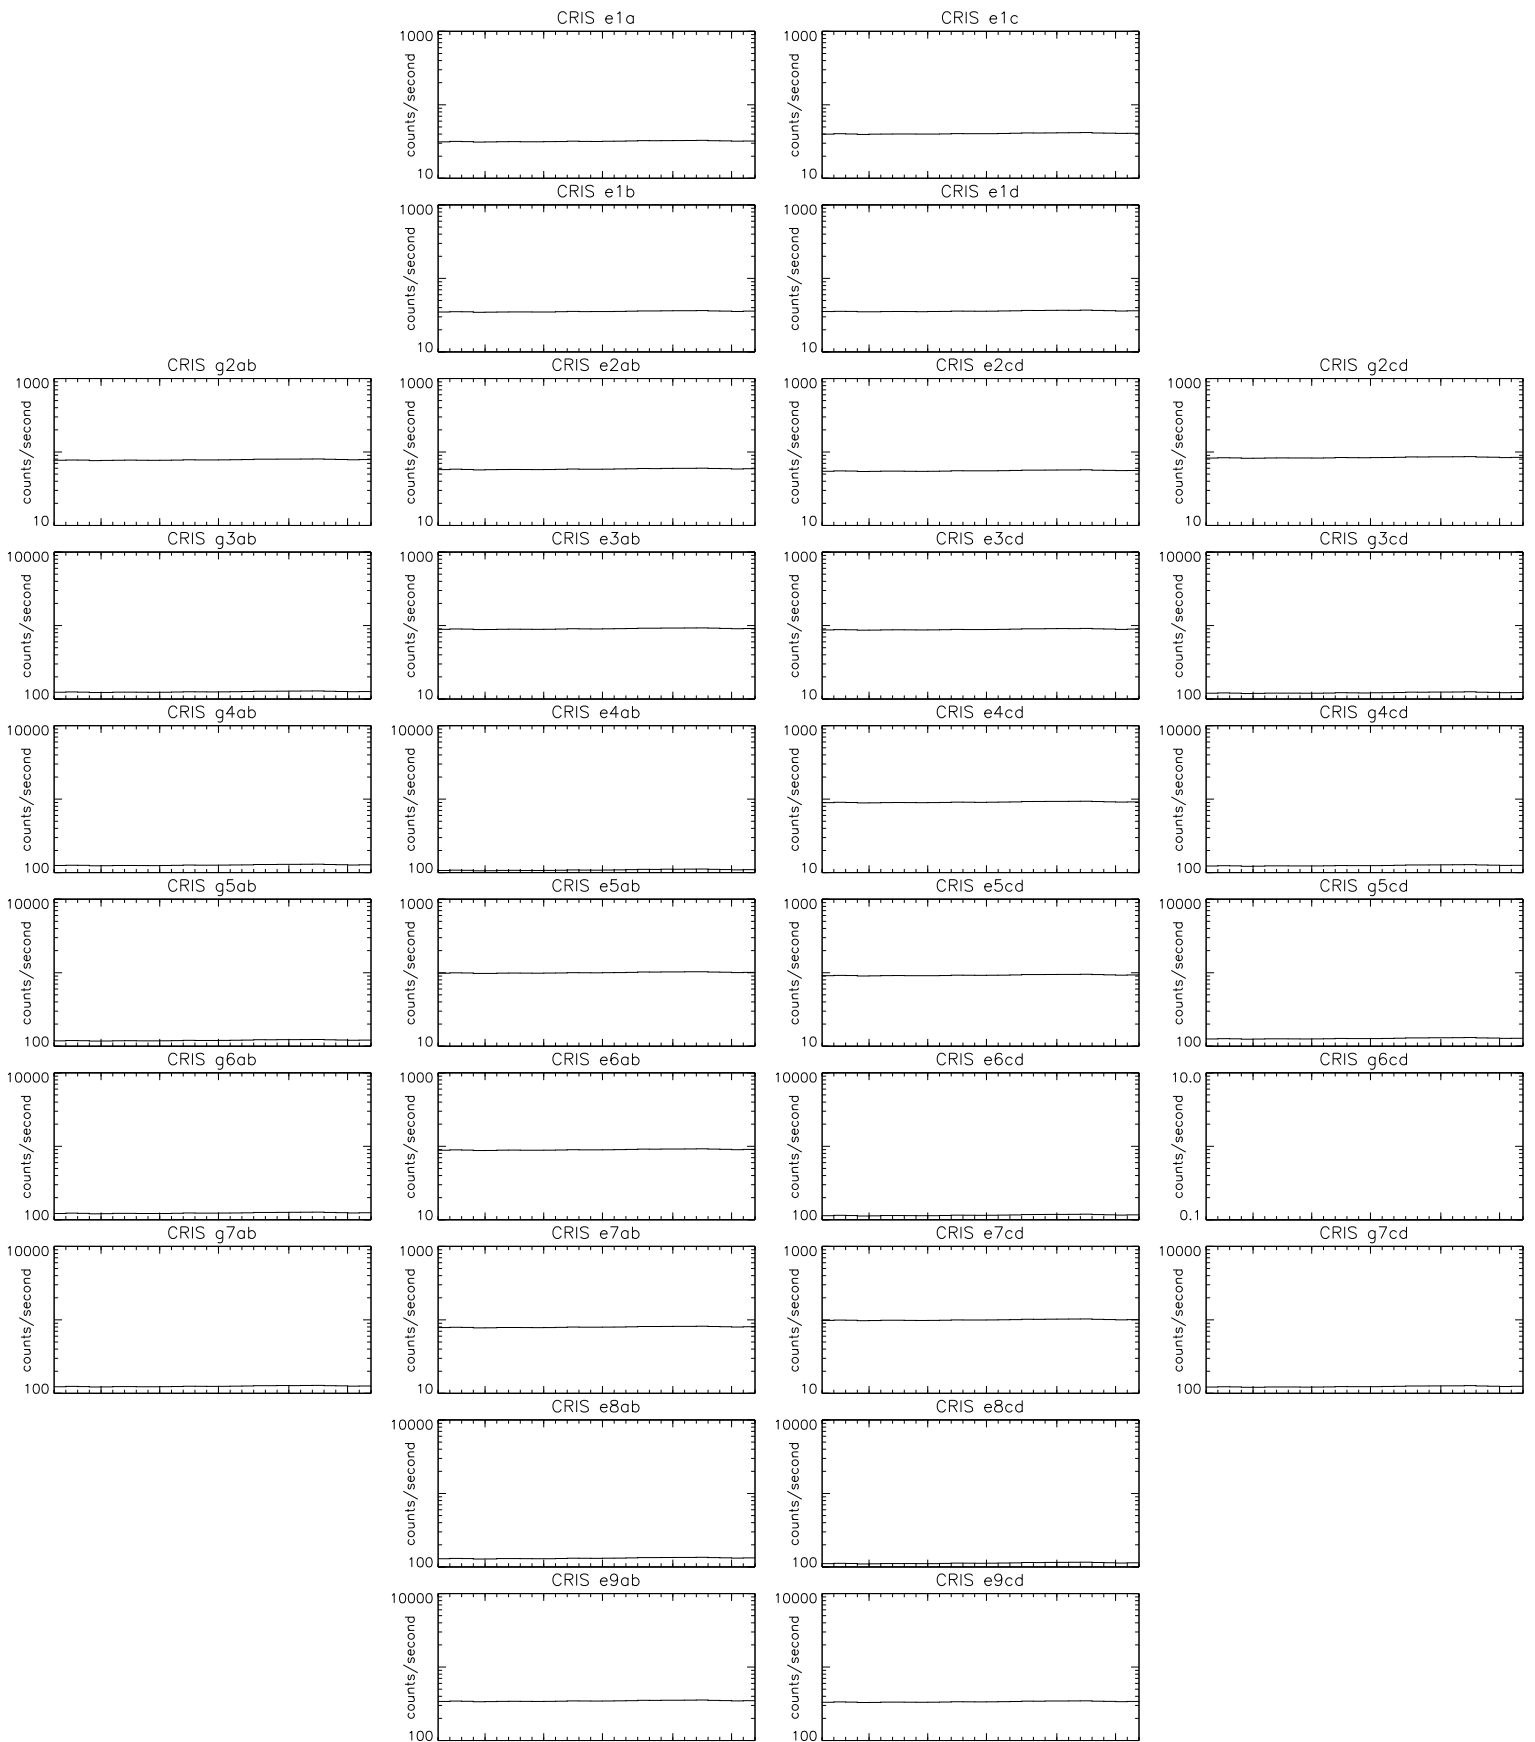 CRIS e1a
1000
counts/second
10
CRIS e1c
1000
counts/second
10
CRIS e1b
1000
counts/second
10
CRIS e1d
1000
counts/second
10
CRIS g2ab
1000
counts/second
10
CRIS e2ab
1000
counts/second
10
CRIS e2cd
1000
counts/second
10
CRIS g2cd
1000
counts/second
10
CRIS g3ab
10000
counts/second
100
CRIS e3ab
1000
counts/second
10
CRIS e3cd
1000
counts/second
10
CRIS g3cd
10000
counts/second
100
CRIS g4ab
10000
counts/second
100
CRIS e4ab
10000
counts/second
100
CRIS e4cd
1000
counts/second
10
CRIS g4cd
10000
counts/second
100
CRIS g5ab
10000
counts/second
100
CRIS e5ab
1000
counts/second
10
CRIS e5cd
1000
counts/second
10
CRIS g5cd
10000
counts/second
100
CRIS g6ab
10000
counts/second
100
CRIS e6ab
1000
counts/second
10
CRIS e6cd
10000
counts/second
100
CRIS g6cd
10.0
counts/second
0.1
CRIS g7ab
10000
counts/second
100
CRIS e7ab
1000
counts/second
10
CRIS e7cd
1000
counts/second
10
CRIS g7cd
10000
counts/second
100
CRIS e8ab
10000
counts/second
100
CRIS e8cd
10000
counts/second
100
CRIS e9ab
10000
counts/second
100
CRIS e9cd
10000
counts/second
100